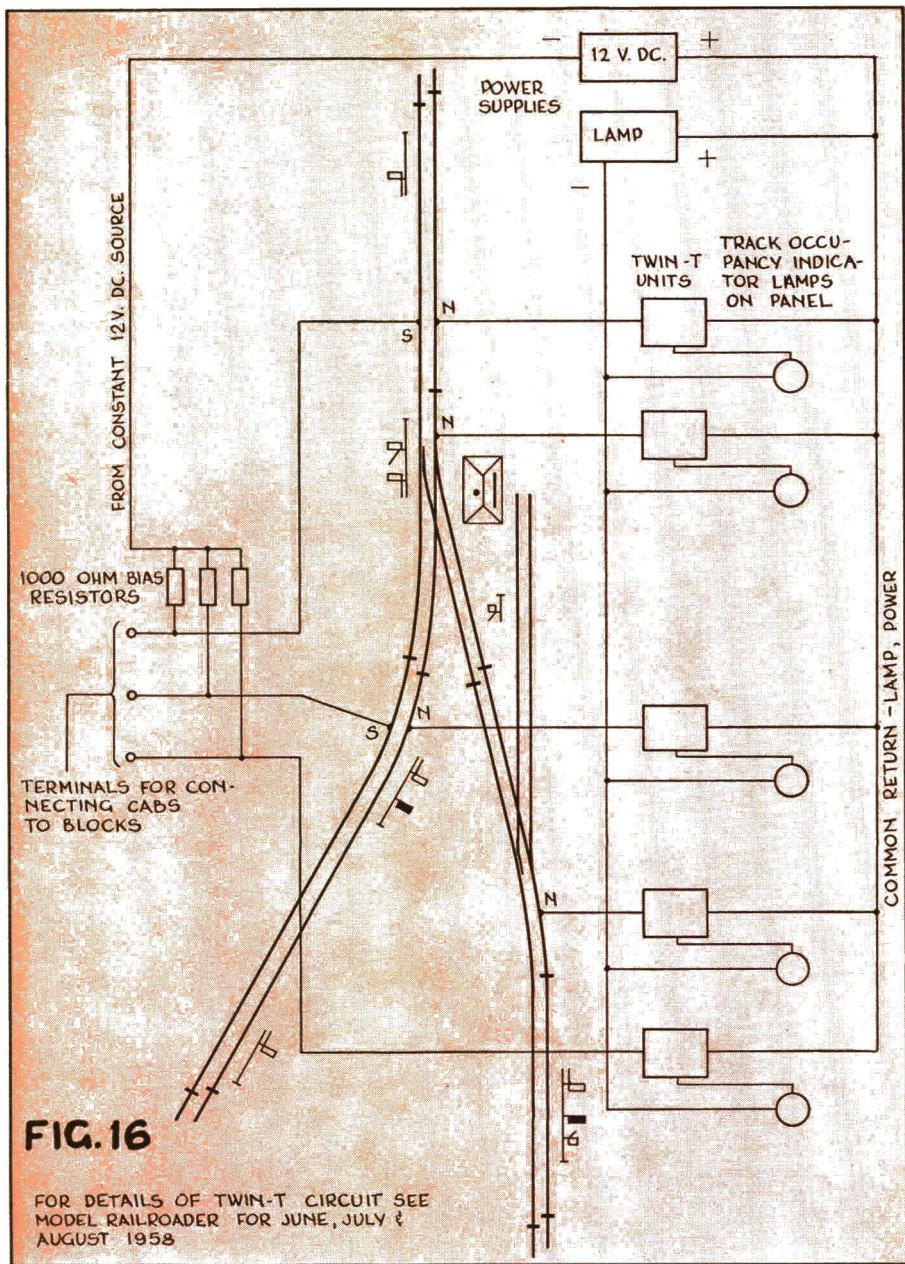 − 12 V. DC. +
POWER
SUPPLIES
LAMP
+
−
FROM CONSTANT 12V. DC. SOURCE
TWIN-T
UNITS
TRACK OCCU-
PANCY INDICA-
TOR LAMPS
ON PANEL
N
S
N
1000 OHM BIAS
RESISTORS
S
N
TERMINALS FOR CON-
NECTING CABS
TO BLOCKS
COMMON RETURN - LAMP, POWER
N
FIG. 16
FOR DETAILS OF TWIN-T CIRCUIT SEE
MODEL RAILROADER FOR JUNE, JULY &
AUGUST 1958